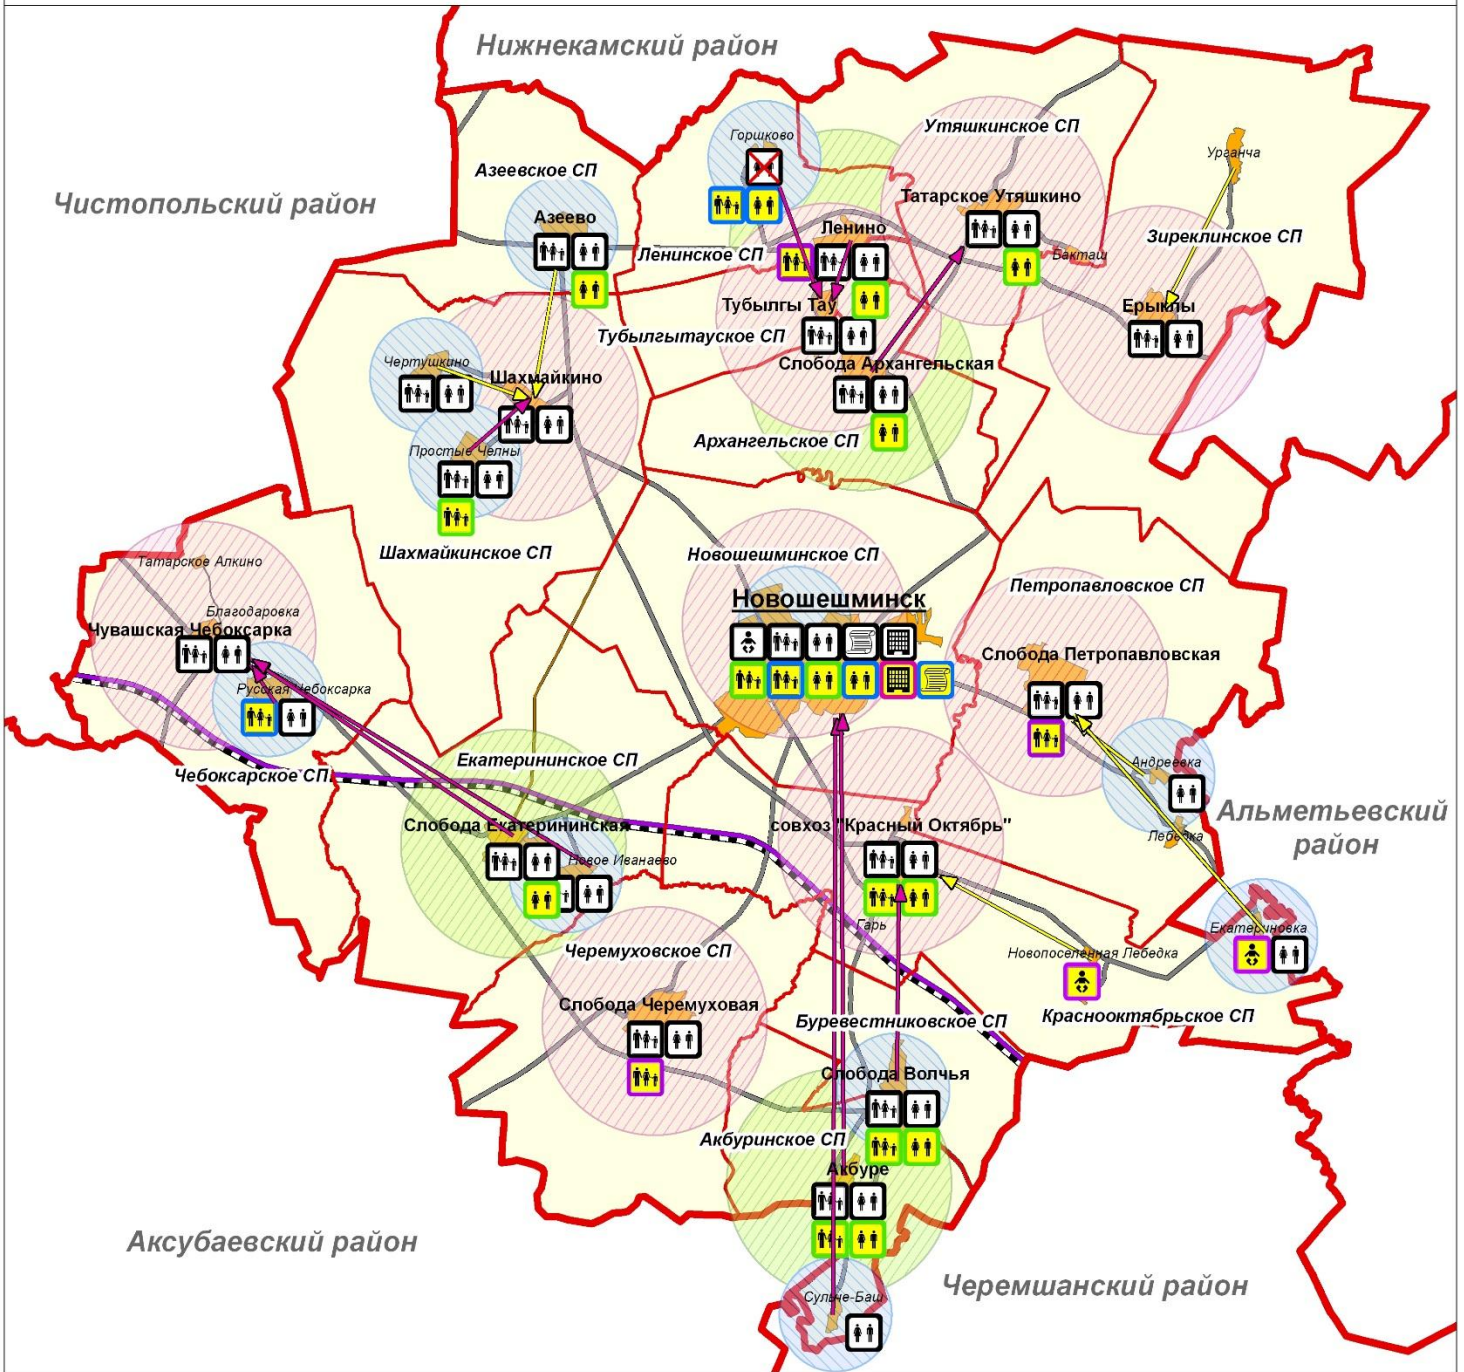 Нижнекамский район
Горшково
Утяшкинское СП
Урганча
Азеевское СП
Чистопольский район
Татарское Утяшкино
Азеево
Ленино
Зиреклинское СП
Ленинское СП
Бакташ
Тубылгы Тау
Ерыклы
Тубылгытауское СП
Чертушкино
Слобода Архангельская
Шахмайкино
Архангельское СП
Простые Челны
Шахмайкинское СП
Новошешминское СП
Татарское Алкино
Петропавловское СП
Новошешминск
Благодаровка
Чувашская Чебоксарка
Слобода Петропавловская
Русская Чебоксарка
Екатерининское СП
Андреевка
Чебоксарское СП
Альметьевский
район
Слобода Екатерининская
совхоз "Красный Октябрь"
Лебедка
Новое Иванаево
Гарь
Екатериновка
Черемуховское СП
Новопоселенная Лебедка
Слобода Черемуховая
Буревестниковское СП
Краснооктябрьское СП
Слобода Волчья
Акбуринское СП
Акбуре
Аксубаевский район
Черемшанский район
Сульче-Баш